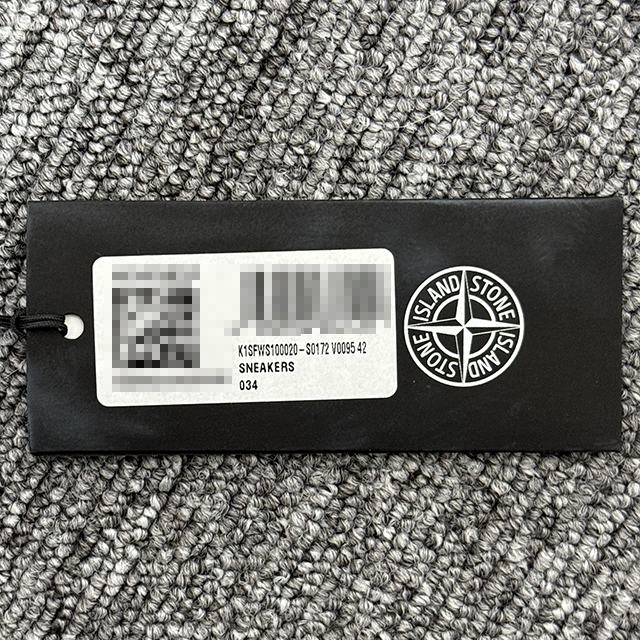 K1SFWS100020-S0172 V0095 42
SNEAKERS
034
STONE ISLAND
STONE ISLAND